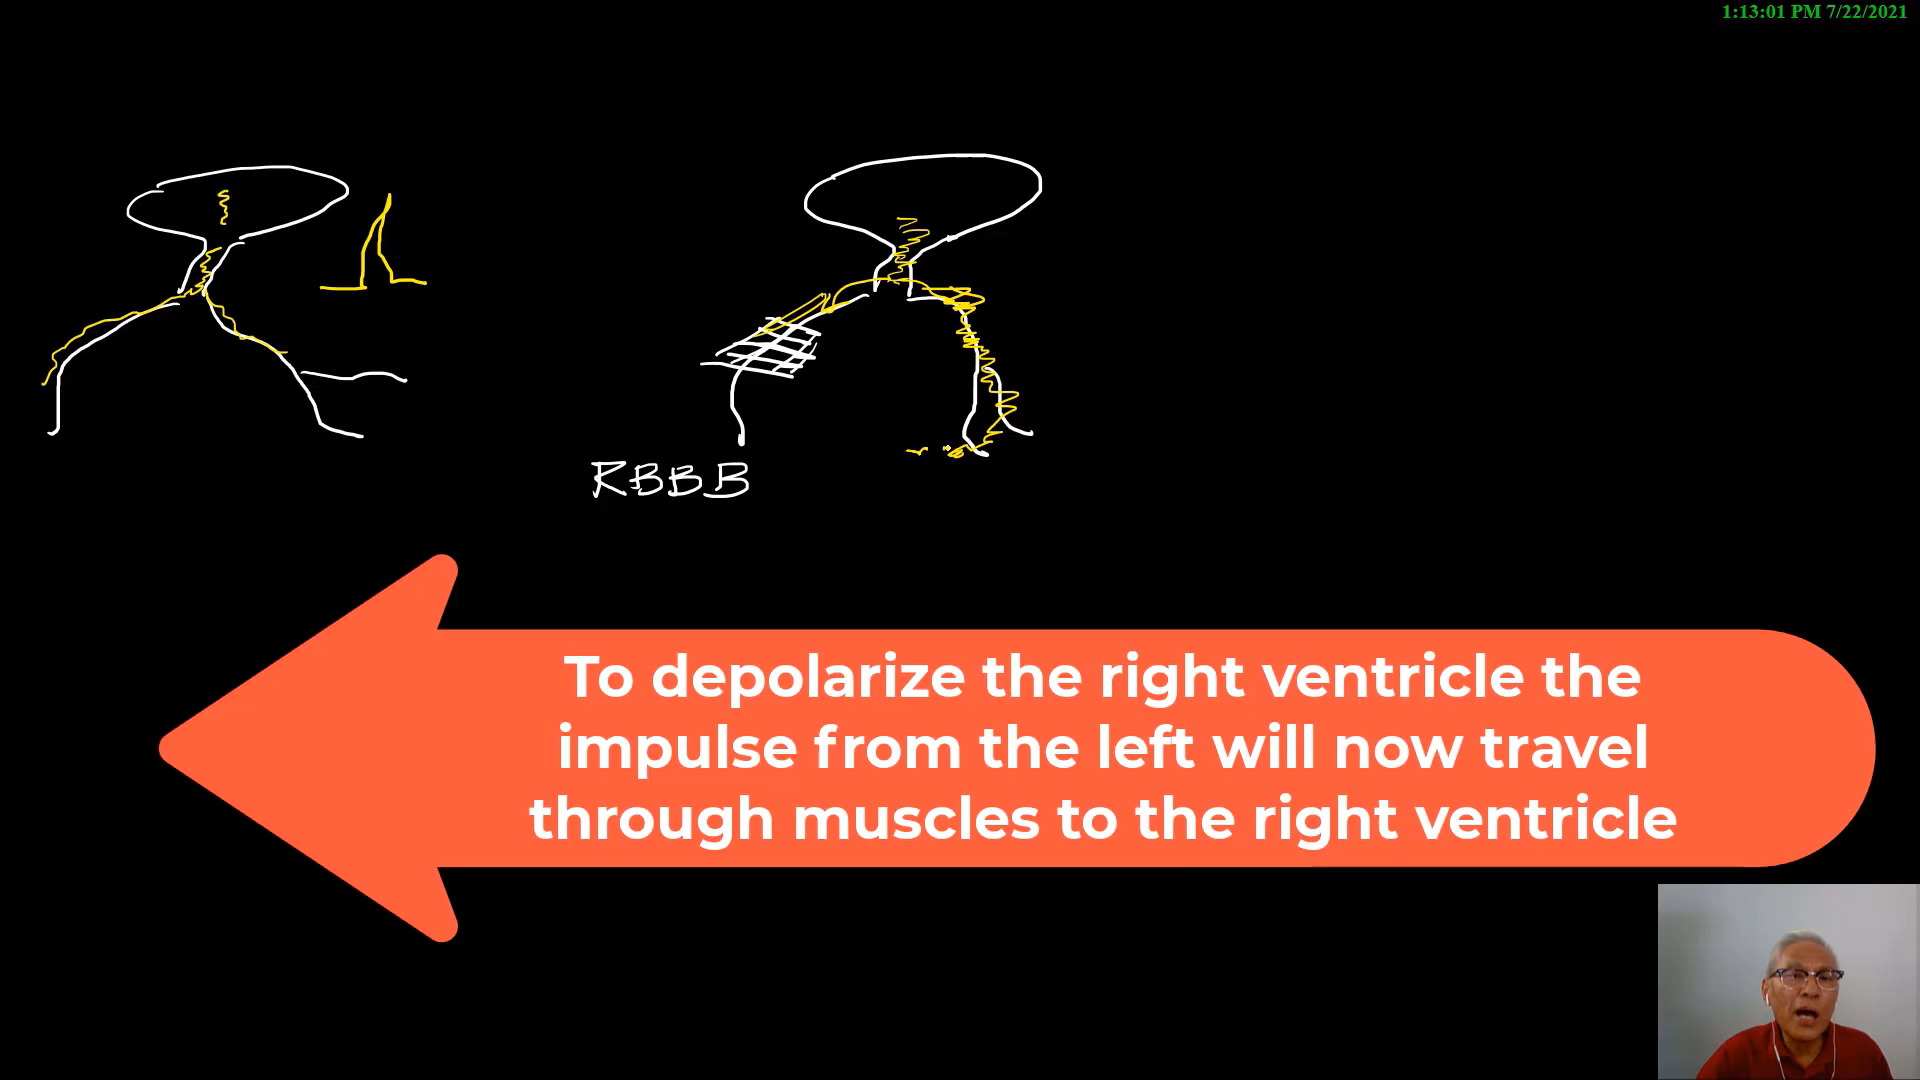 1:13:01 PM 7/22/2021
RBBB
To depolarize the right ventricle the
impulse from the left will now travel
through muscles to the right ventricle